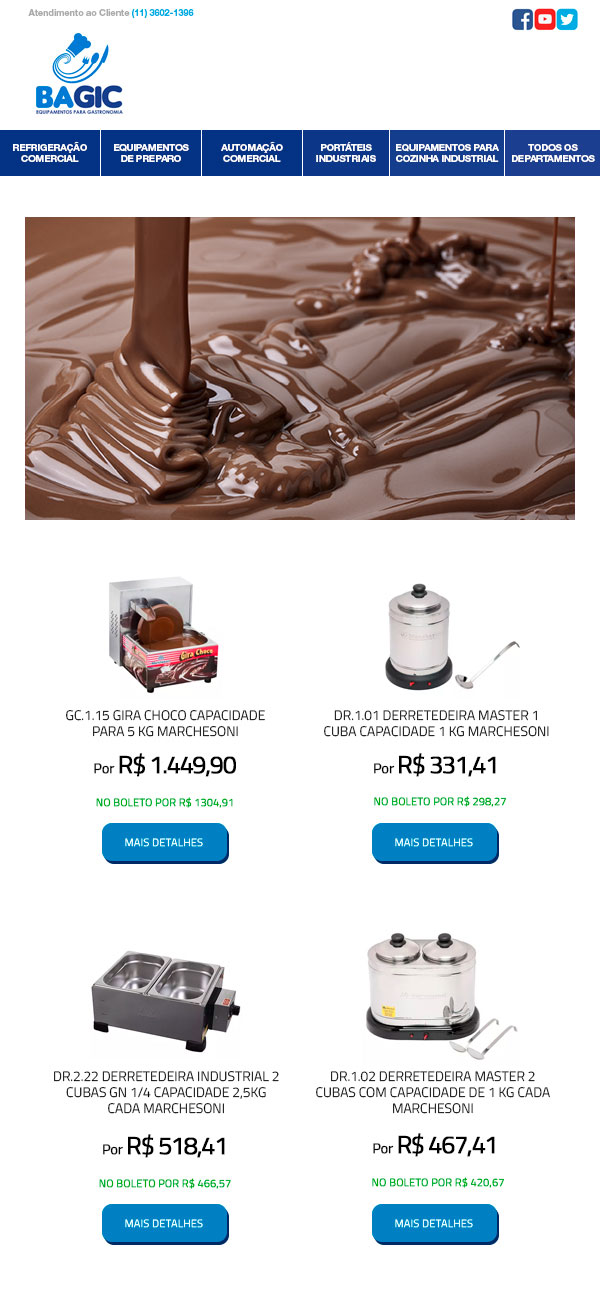 Atendimento ao Cliente (11) 3602-1396
BAGIC
EQUIPAMENTOS PARA GASTRONOMIA
REFRIGERAÇÃO
COMERCIAL
EQUIPAMENTOS
DE PREPARO
AUTOMAÇÃO
COMERCIAL
PORTÁTEIS
INDUSTRIAIS
EQUIPAMENTOS PARA
COZINHA INDUSTRIAL
TODOS OS
DEPARTAMENTOS
Gira Choco
GC.1.15 GIRA CHOCO CAPACIDADE
PARA 5 KG MARCHESONI
Por R$ 1.449,90
NO BOLETO POR R$ 1304,91
MAIS DETALHES
DR.1.01 DERRETEDEIRA MASTER 1
CUBA CAPACIDADE 1 KG MARCHESONI
Por R$ 331,41
NO BOLETO POR R$ 298,27
MAIS DETALHES
DR.2.22 DERRETEDEIRA INDUSTRIAL 2
CUBAS GN 1/4 CAPACIDADE 2,5KG
CADA MARCHESONI
Por R$ 518,41
NO BOLETO POR R$ 466,57
MAIS DETALHES
DR.1.02 DERRETEDEIRA MASTER 2
CUBAS COM CAPACIDADE DE 1 KG CADA
MARCHESONI
Por R$ 467,41
NO BOLETO POR R$ 420,67
MAIS DETALHES